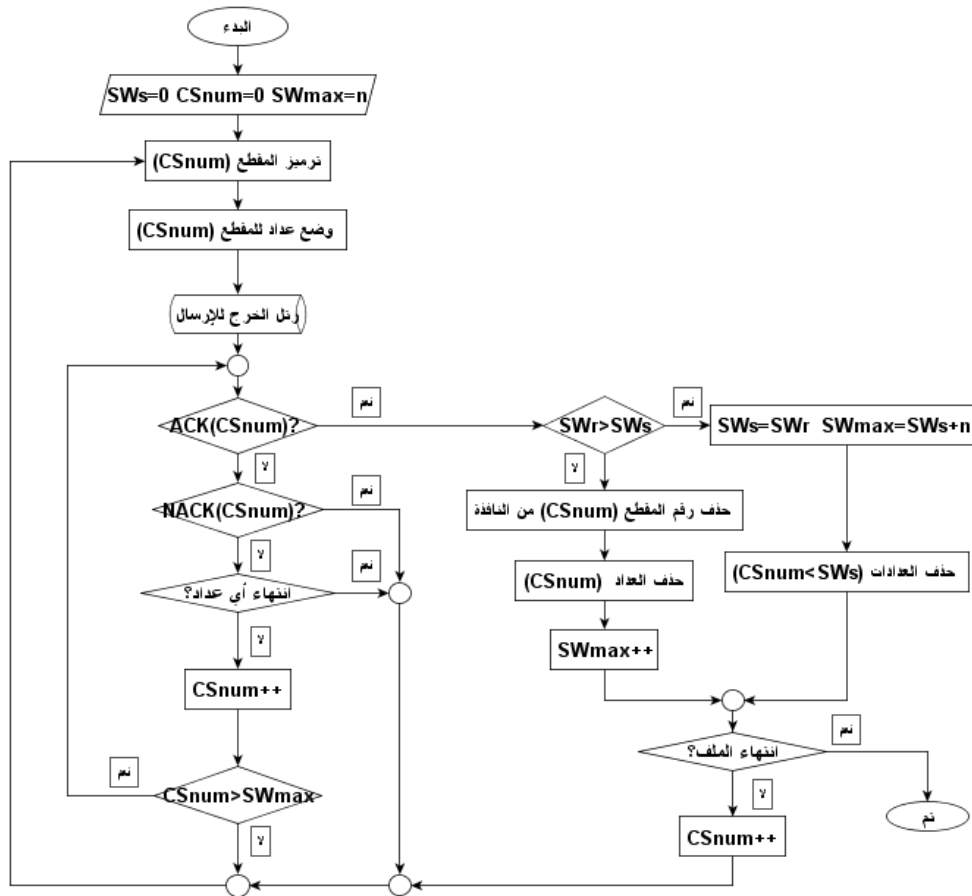 البدء
SWs=0 CSnum=0 SWmax=n
ترميز المقطع (CSnum)
وضع عداد للمقطع (CSnum)
رتل الخرج للإرسال
ACK(CSnum)?
نعم
SWr>SWs
نعم
SWs=SWr SWmax=SWs+n
لا
لا
NACK(CSnum)?
نعم
حذف رقم المقطع (CSnum) من النافذة
لا
نعم
حذف العدادات (CSnum<SWs)
انتهاء أي عداد؟
حذف العداد (CSnum)
لا
SWmax++
CSnum++
انتهاء الملف؟
نعم
نعم
CSnum>SWmax
لا
تم
لا
CSnum++